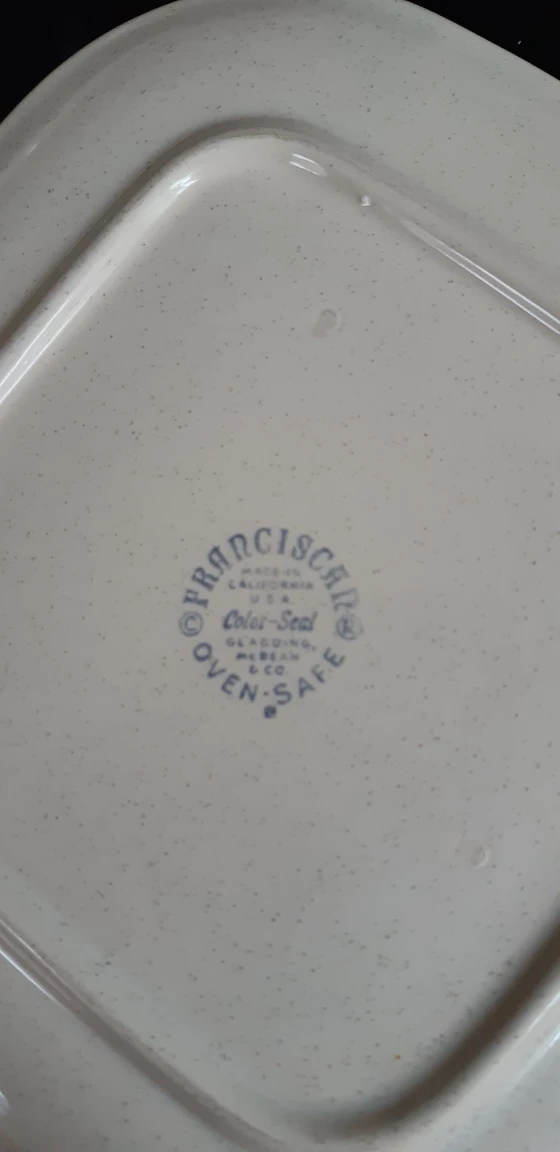 FRANCISCAN
MADE IN
CALIFORNIA
U S A
Color-Seal
© ®
GLADDING,
McBEAN
& CO
OVEN·SAFE